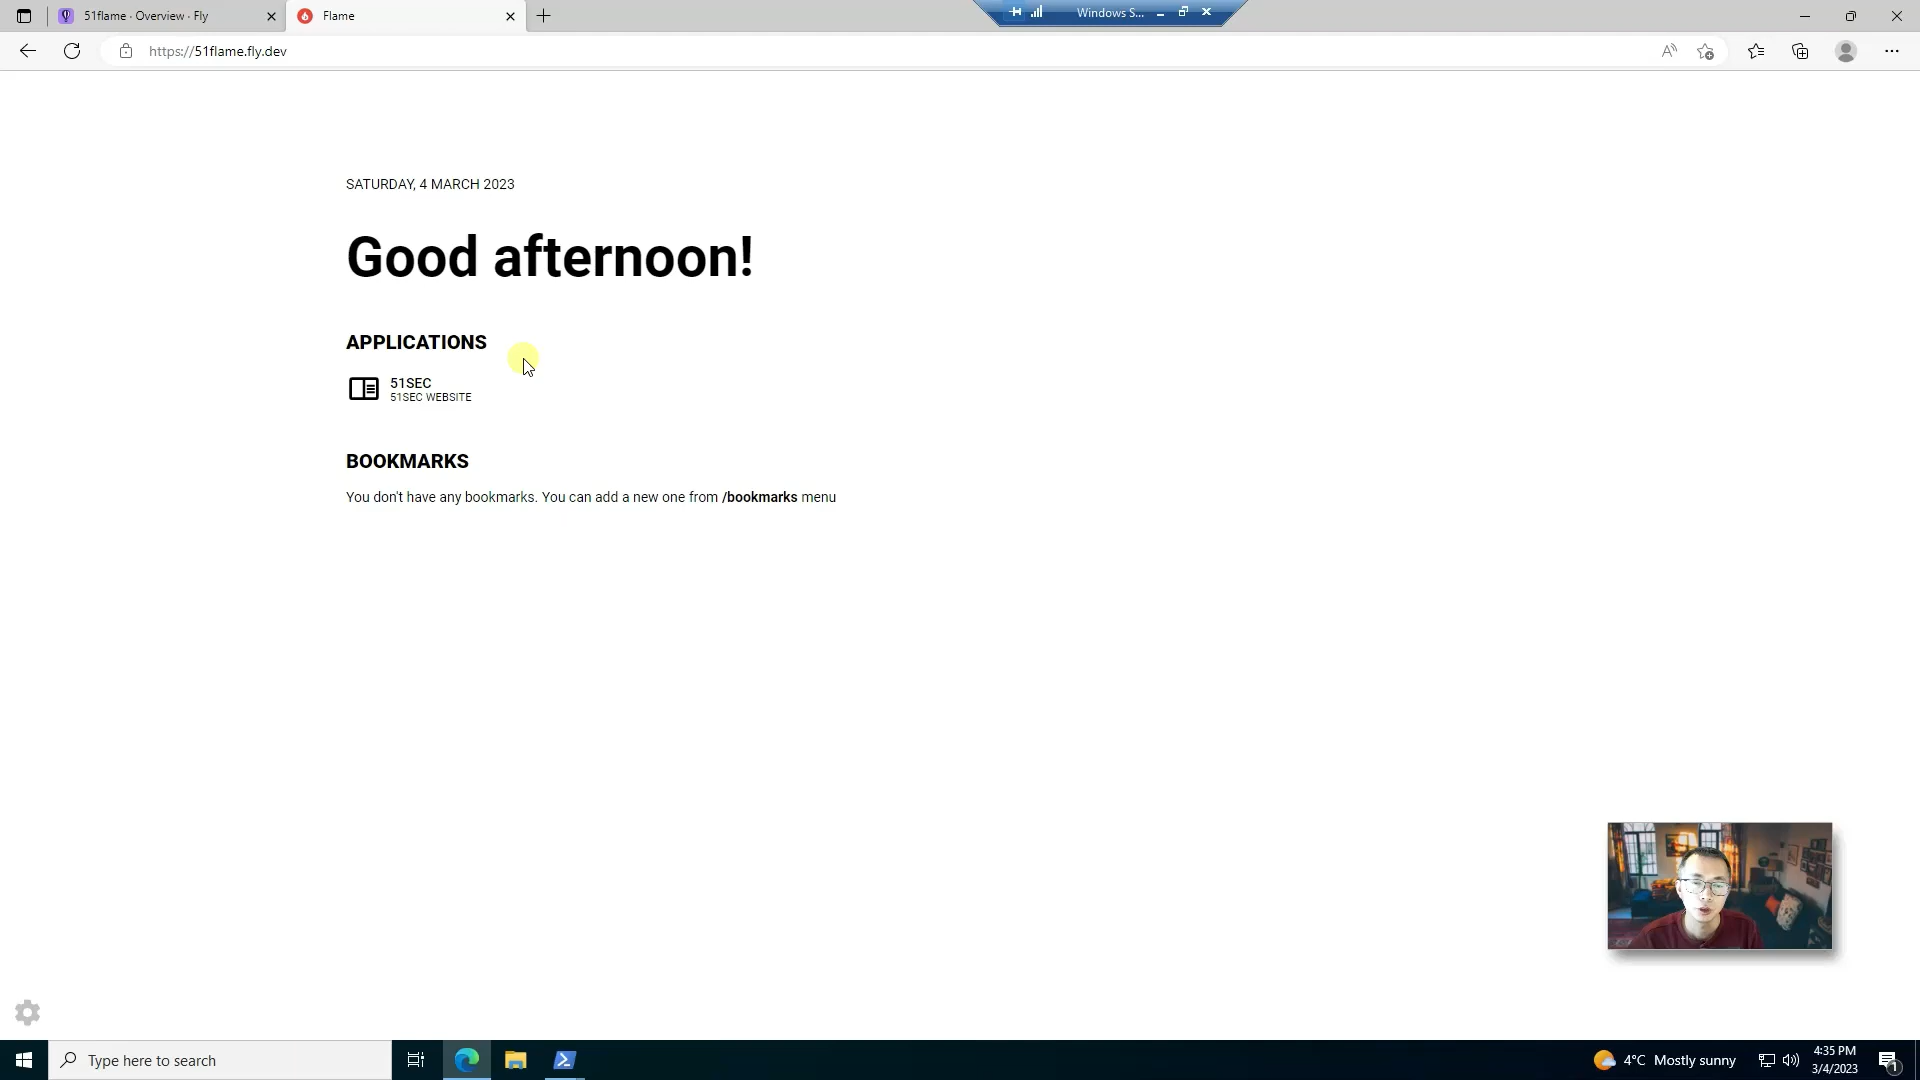 51flame · Overview · Fly
Flame
Windows S...
https://51flame.fly.dev
SATURDAY, 4 MARCH 2023
Good afternoon!
APPLICATIONS
51SEC
51SEC WEBSITE
BOOKMARKS
You don't have any bookmarks. You can add a new one from /bookmarks menu
Type here to search
4°C Mostly sunny
4:35 PM
3/4/2023
1